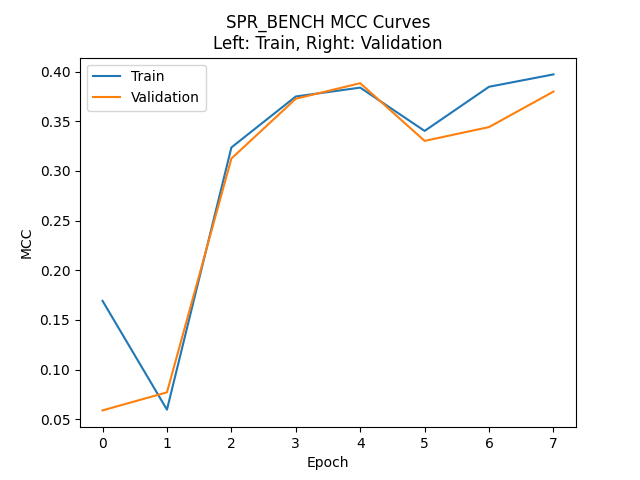 SPR_BENCH MCC Curves
Left: Train, Right: Validation
Train
Validation
MCC
0.40
0.35
0.30
0.25
0.20
0.15
0.10
0.05
0 1 2 3 4 5 6 7
Epoch